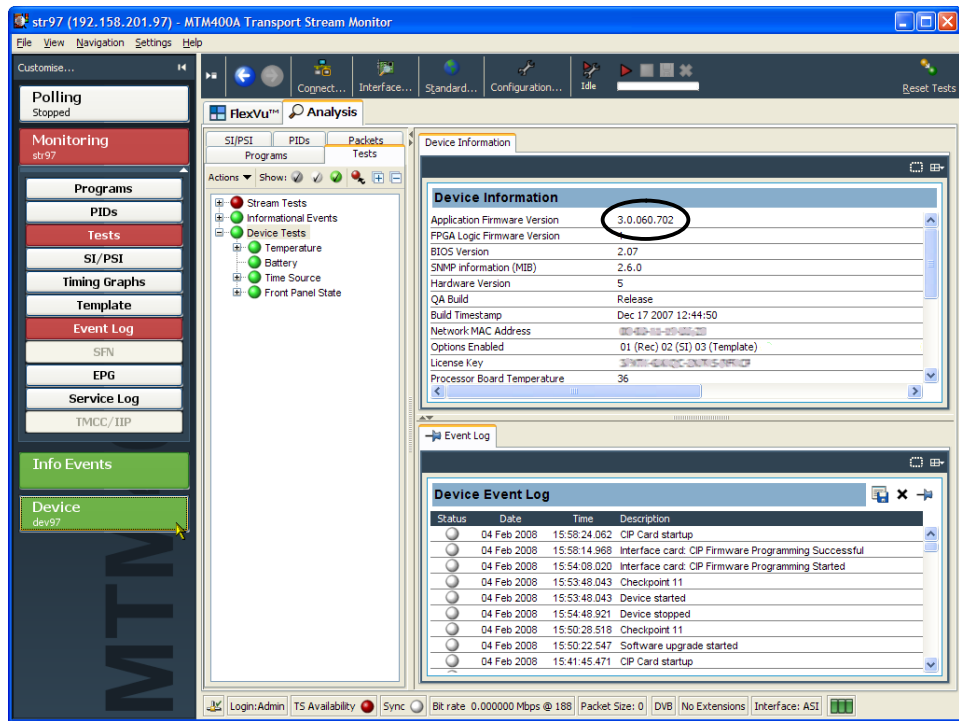 str97 (192.158.201.97) - MTM400A Transport Stream Monitor
File View Navigation Settings Help
Customise...
Polling
Stopped
Monitoring
str97
Programs
PIDs
Tests
SI/PSI
Timing Graphs
Template
Event Log
SFN
EPG
Service Log
TMCC/IIP
Info Events
Device
dev97
Connect... Interface... Standard... Configuration... Idle Reset Tests
FlexVu™ Analysis
SI/PSI PIDs Packets
Programs Tests
Actions Show:
Stream Tests
Informational Events
Device Tests
Temperature
Battery
Time Source
Front Panel State
Device Information
Device Information
Application Firmware Version 3.0.060.702
FPGA Logic Firmware Version
BIOS Version 2.07
SNMP information (MIB) 2.6.0
Hardware Version 5
QA Build Release
Build Timestamp Dec 17 2007 12:44:50
Network MAC Address
Options Enabled 01 (Rec) 02 (SI) 03 (Template)
License Key
Processor Board Temperature 36
Event Log
Device Event Log
Status Date Time Description
04 Feb 2008 15:58:24.062 CIP Card startup
04 Feb 2008 15:58:14.968 Interface card: CIP Firmware Programming Successful
04 Feb 2008 15:54:08.020 Interface card: CIP Firmware Programming Started
04 Feb 2008 15:53:48.043 Checkpoint 11
04 Feb 2008 15:53:48.043 Device started
04 Feb 2008 15:54:48.921 Device stopped
04 Feb 2008 15:50:28.518 Checkpoint 11
04 Feb 2008 15:50:22.547 Software upgrade started
04 Feb 2008 15:41:45.471 CIP Card startup
Login:Admin TS Availability Sync Bit rate 0.000000 Mbps @ 188 Packet Size: 0 DVB No Extensions Interface: ASI